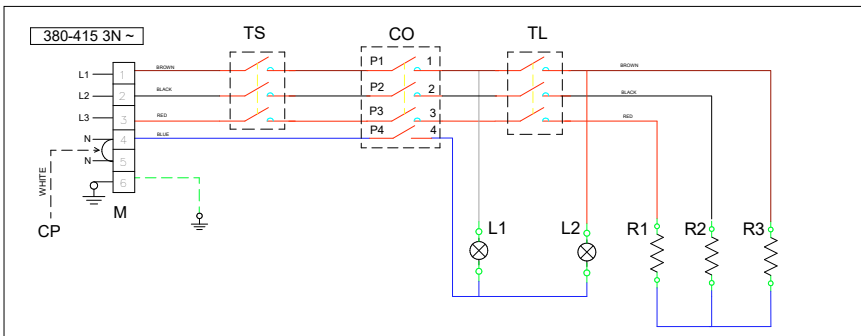 380-415 3N ~
TS
CO
TL
L1
1
BROWN
P1
1
BROWN
L2
2
BLACK
P2
2
BLACK
L3
3
RED
P3
3
RED
N
4
BLUE
P4
4
N
5
6
WHITE
CP
M
L1
L2
R1
R2
R3